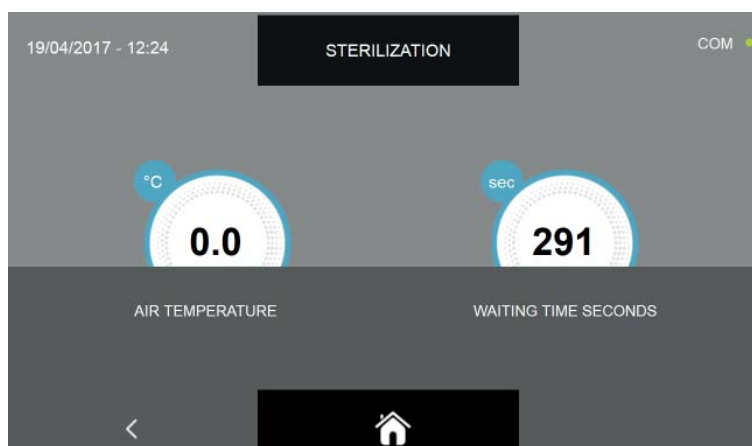 19/04/2017 - 12:24
STERILIZATION
COM
°C
sec
0.0
291
AIR TEMPERATURE
WAITING TIME SECONDS